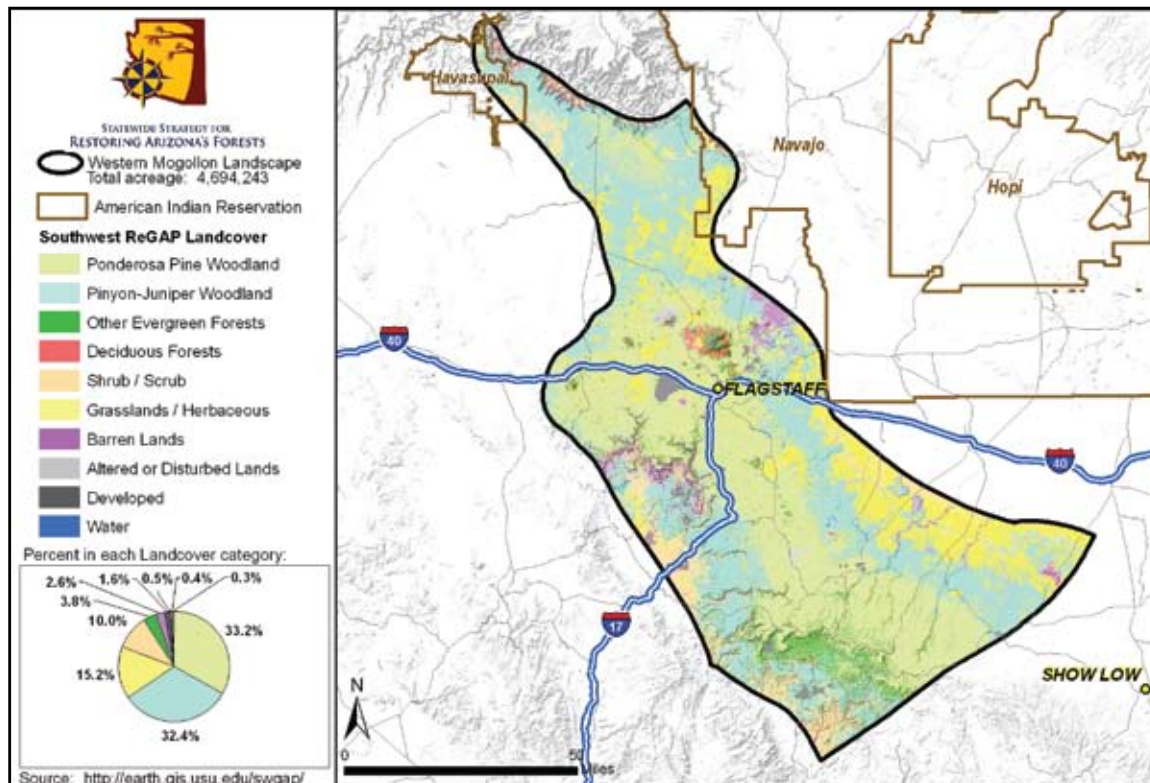 STATEWIDE STRATEGY FOR
RESTORING ARIZONA'S FORESTS
Western Mogollon Landscape
Total acreage: 4,694,243
American Indian Reservation
Southwest ReGAP Landcover
Ponderosa Pine Woodland
Pinyon-Juniper Woodland
Other Evergreen Forests
Deciduous Forests
Shrub / Scrub
Grasslands / Herbaceous
Barren Lands
Altered or Disturbed Lands
Developed
Water
Percent in each Landcover category:
2.6%
1.6%
0.5%
0.4%
0.3%
3.8%
10.0%
33.2%
15.2%
32.4%
Source: http://earth.gis.usu.edu/swgap/
Havasupai
Navajo
Hopi
40
FLAGSTAFF
40
17
SHOW LOW
N
0
50
Miles